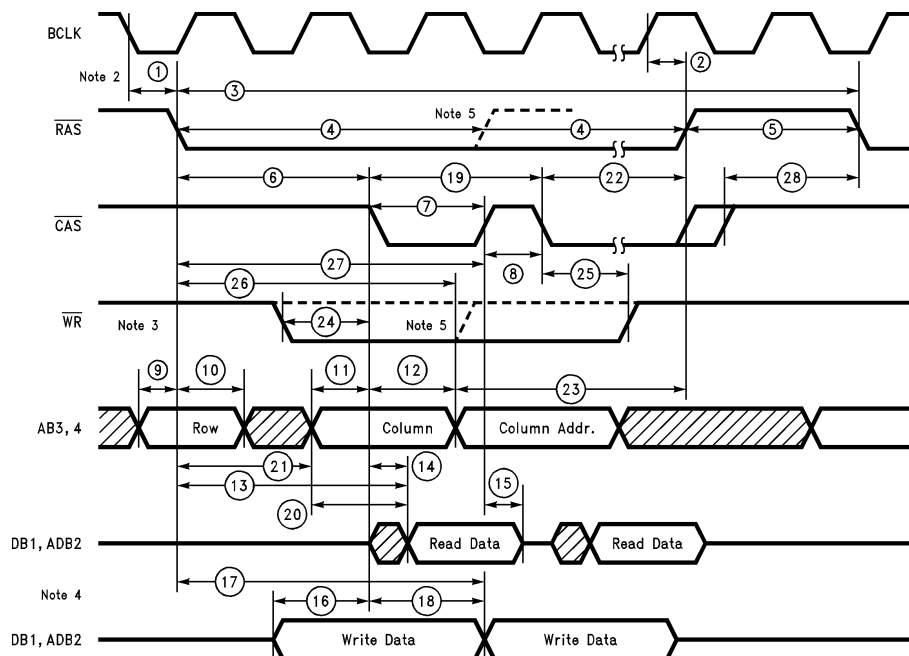 BCLK
Note 2
1
2
3
RAS
4
Note 5
4
5
6
19
22
28
CAS
7
27
8
25
26
WR
Note 3
24
Note 5
9
10
11
12
23
AB3, 4
Row
Column
Column Addr.
21
14
13
15
20
DB1, ADB2
Read Data
Read Data
17
Note 4
16
18
DB1, ADB2
Write Data
Write Data